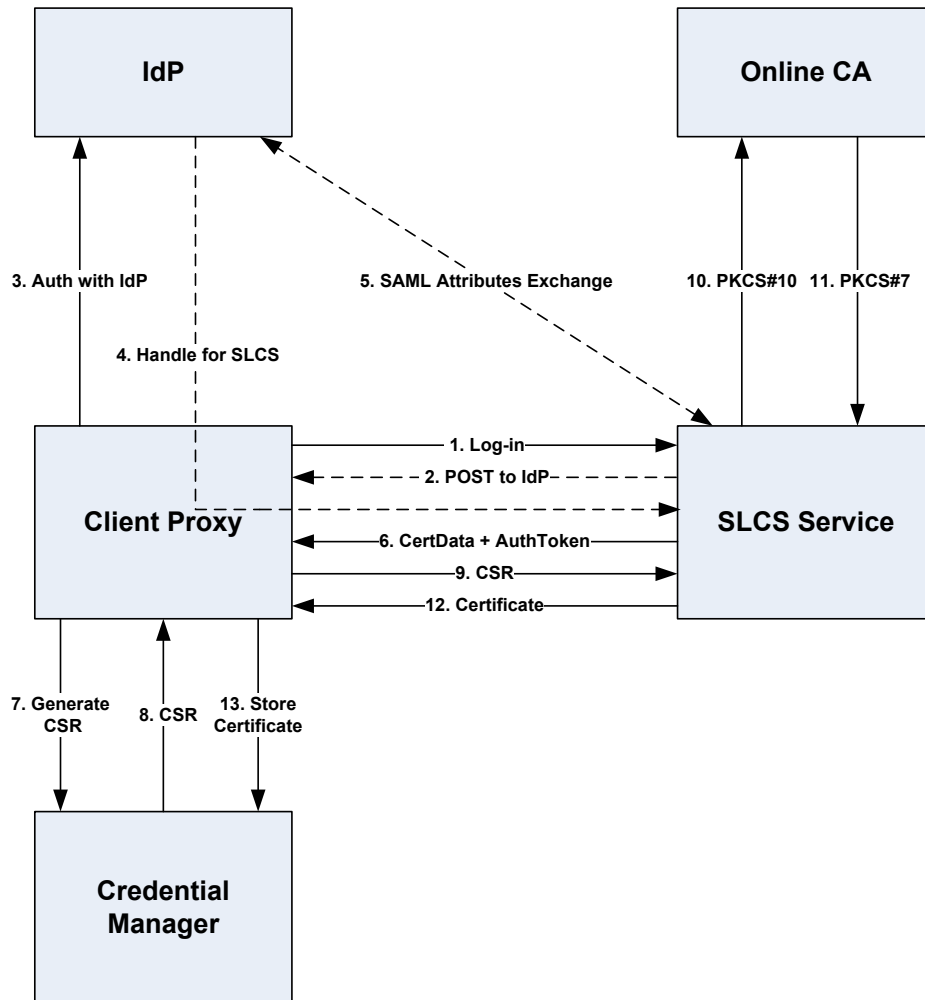 IdP
Online CA
3. Auth with IdP
5. SAML Attributes Exchange
10. PKCS#10
11. PKCS#7
4. Handle for SLCS
1. Log-in
2. POST to IdP
Client Proxy
SLCS Service
6. CertData + AuthToken
9. CSR
12. Certificate
7. Generate
CSR
8. CSR
13. Store
Certificate
Credential
Manager